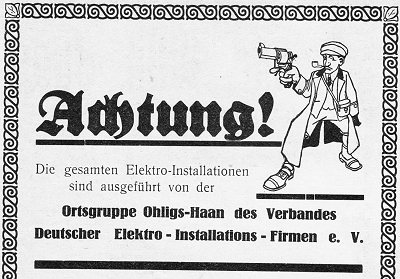 Achtung!
Die gesamten Elektro-Installationen
sind ausgeführt von der
Ortsgruppe Ohligs-Haan des Verbandes
Deutscher Elektro-Installations-Firmen e. V.